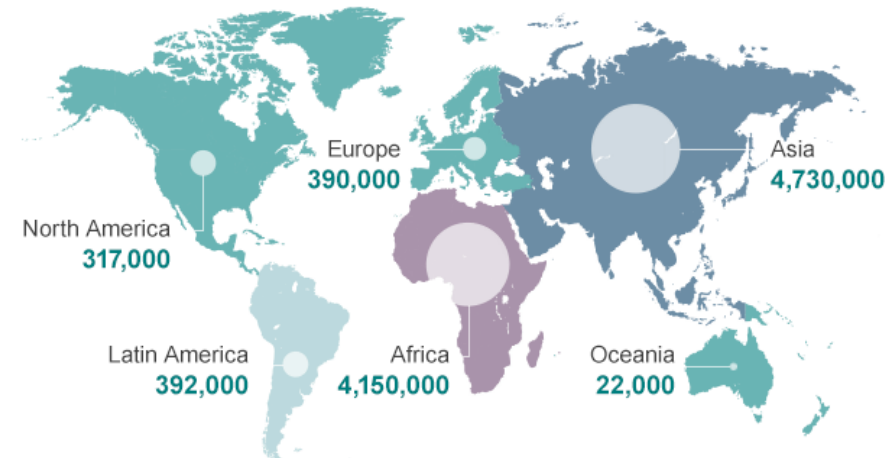 Europe
390,000
Asia
4,730,000
North America
317,000
Latin America
392,000
Africa
4,150,000
Oceania
22,000